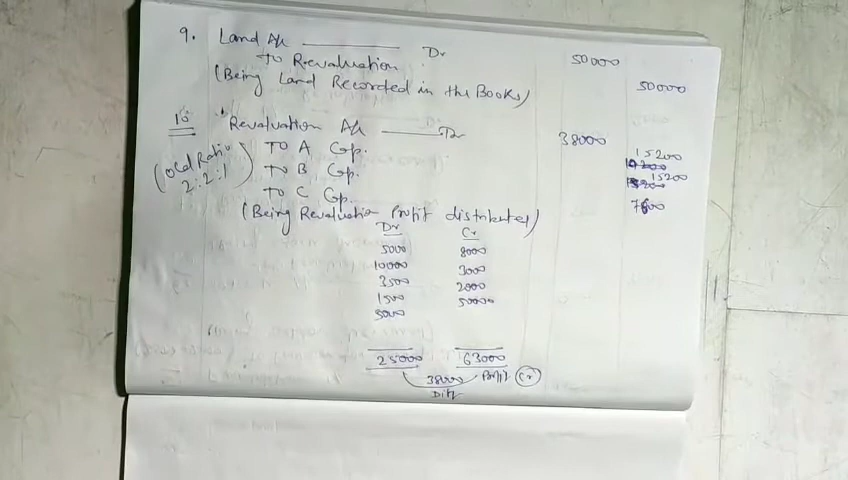 9. Land A/c ———— Dr 50000
To Revaluation 50000
(Being Land Recorded in the Books)
10 Revaluation A/c ——— Dr 38000
(Old Ratio 2:2:1) To A Cap. 15200
To B Cap. 15200
To C Cap. 7600
(Being Revaluation Profit distributed)
Dr Cr
5000 8000
10000 3000
3500 2000
1500 50000
5000
25000 63000
38000 Profit (Cr)
Diff